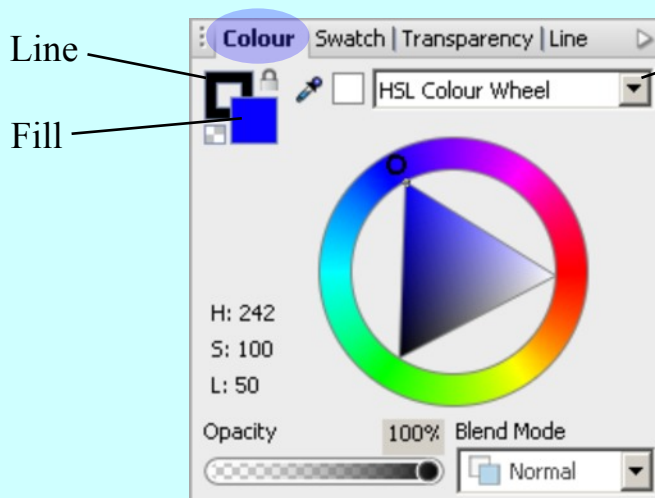 Colour | Swatch | Transparency | Line
Line
HSL Colour Wheel
Fill
H: 242
S: 100
L: 50
Opacity 100% Blend Mode
Normal